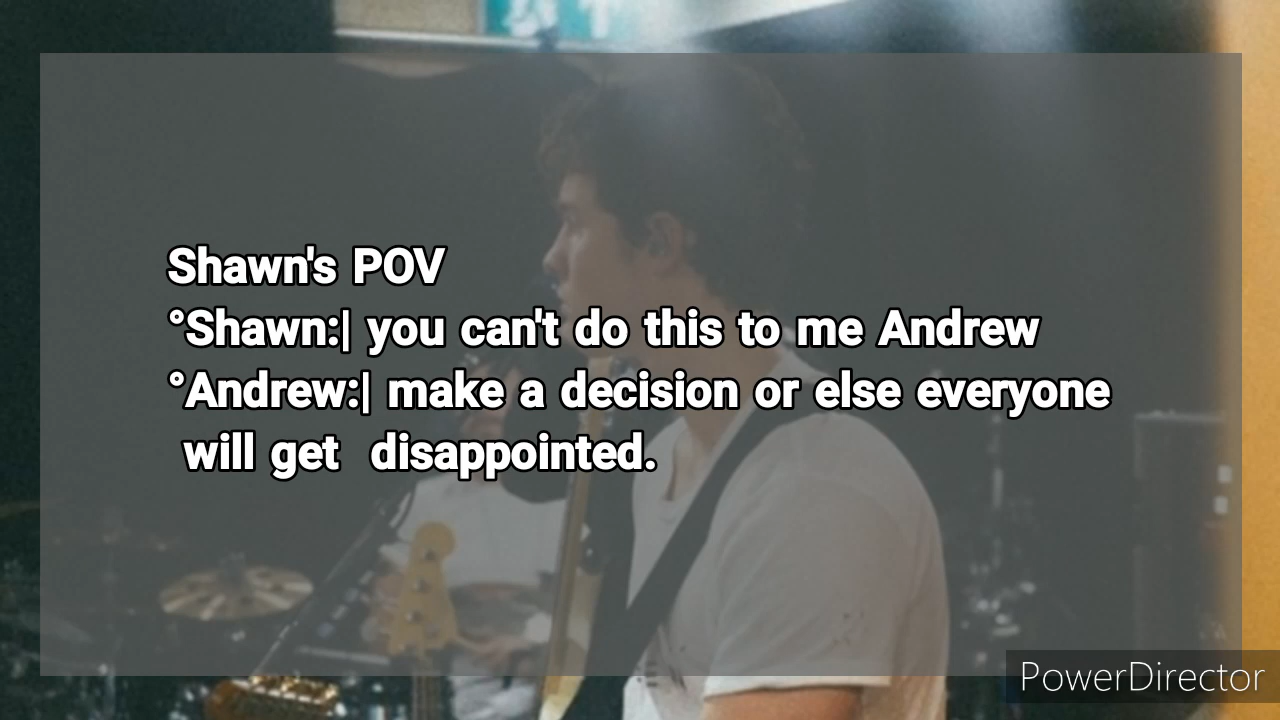 Shawn's POV
°Shawn:| you can't do this to me Andrew
°Andrew:| make a decision or else everyone
will get disappointed.
PowerDirector